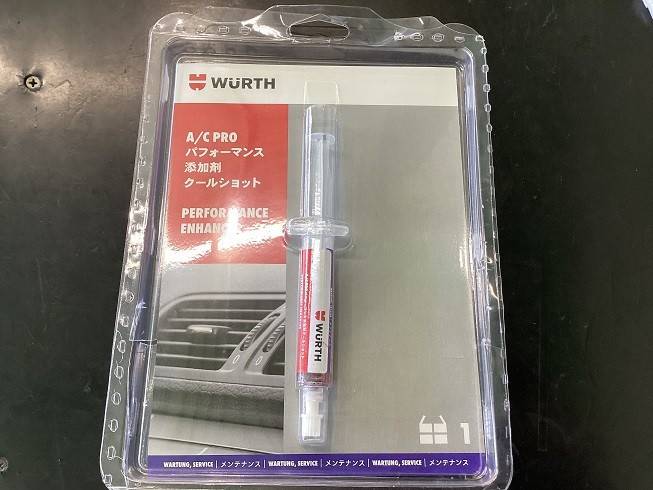 WÜRTH
A/C PRO
パフォーマンス
添加剤
クールショット
PERFORMANCE
ENHANCE
WÜRTH
1
WARTUNG, SERVICE | メンテナンス | WARTUNG, SERVICE | メンテナンス | WARTUNG, SERVICE | メンテナンス